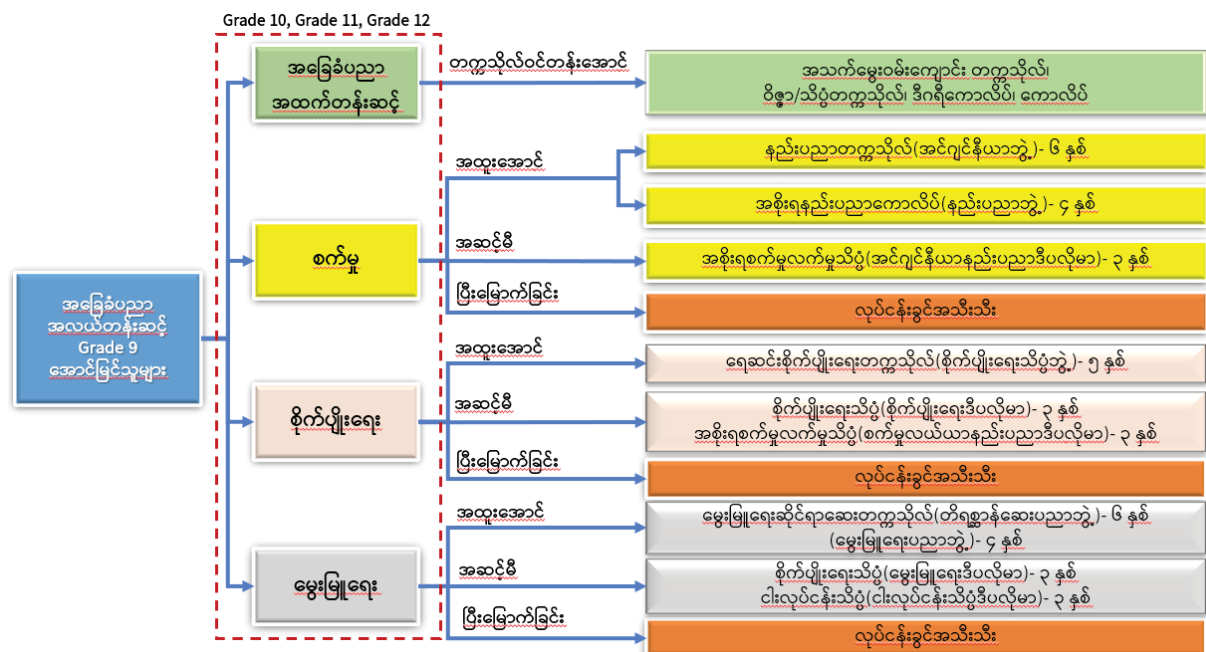 Grade 10, Grade 11, Grade 12
အခြေခံပညာ
အလယ်တန်းဆင့်
Grade 9
အောင်မြင်သူများ
အခြေခံပညာ
အထက်တန်းဆင့်
တက္ကသိုလ်ဝင်တန်းအောင်
အသက်မွေးဝမ်းကျောင်း တက္ကသိုလ်၊
ဝိဇ္ဇာ/သိပ္ပံတက္ကသိုလ်၊ ဒီဂရီကောလိပ်၊ ကောလိပ်
စက်မှု
အထူးအောင်
နည်းပညာတက္ကသိုလ်(အင်ဂျင်နီယာဘွဲ့)- ၆ နှစ်
အစိုးရနည်းပညာကောလိပ်(နည်းပညာဘွဲ့)- ၄ နှစ်
အဆင့်မီ
အစိုးရစက်မှုလက်မှုသိပ္ပံ(အင်ဂျင်နီယာနည်းပညာဒီပလိုမာ)- ၃ နှစ်
ပြီးမြောက်ခြင်း
လုပ်ငန်းခွင်အသီးသီး
စိုက်ပျိုးရေး
အထူးအောင်
ရေဆင်းစိုက်ပျိုးရေးတက္ကသိုလ်(စိုက်ပျိုးရေးသိပ္ပံဘွဲ့)- ၅ နှစ်
အဆင့်မီ
စိုက်ပျိုးရေးသိပ္ပံ(စိုက်ပျိုးရေးဒီပလိုမာ)- ၃ နှစ်
အစိုးရစက်မှုလက်မှုသိပ္ပံ(စက်မှုလယ်ယာနည်းပညာဒီပလိုမာ)- ၃ နှစ်
ပြီးမြောက်ခြင်း
လုပ်ငန်းခွင်အသီးသီး
မွေးမြူရေး
အထူးအောင်
မွေးမြူရေးဆိုင်ရာဆေးတက္ကသိုလ်(တိရစ္ဆာန်ဆေးပညာဘွဲ့)- ၆ နှစ်
(မွေးမြူရေးပညာဘွဲ့)- ၄ နှစ်
အဆင့်မီ
စိုက်ပျိုးရေးသိပ္ပံ(မွေးမြူရေးဒီပလိုမာ)- ၃ နှစ်
ငါးလုပ်ငန်းသိပ္ပံ(ငါးလုပ်ငန်းသိပ္ပံဒီပလိုမာ)- ၃ နှစ်
ပြီးမြောက်ခြင်း
လုပ်ငန်းခွင်အသီးသီး